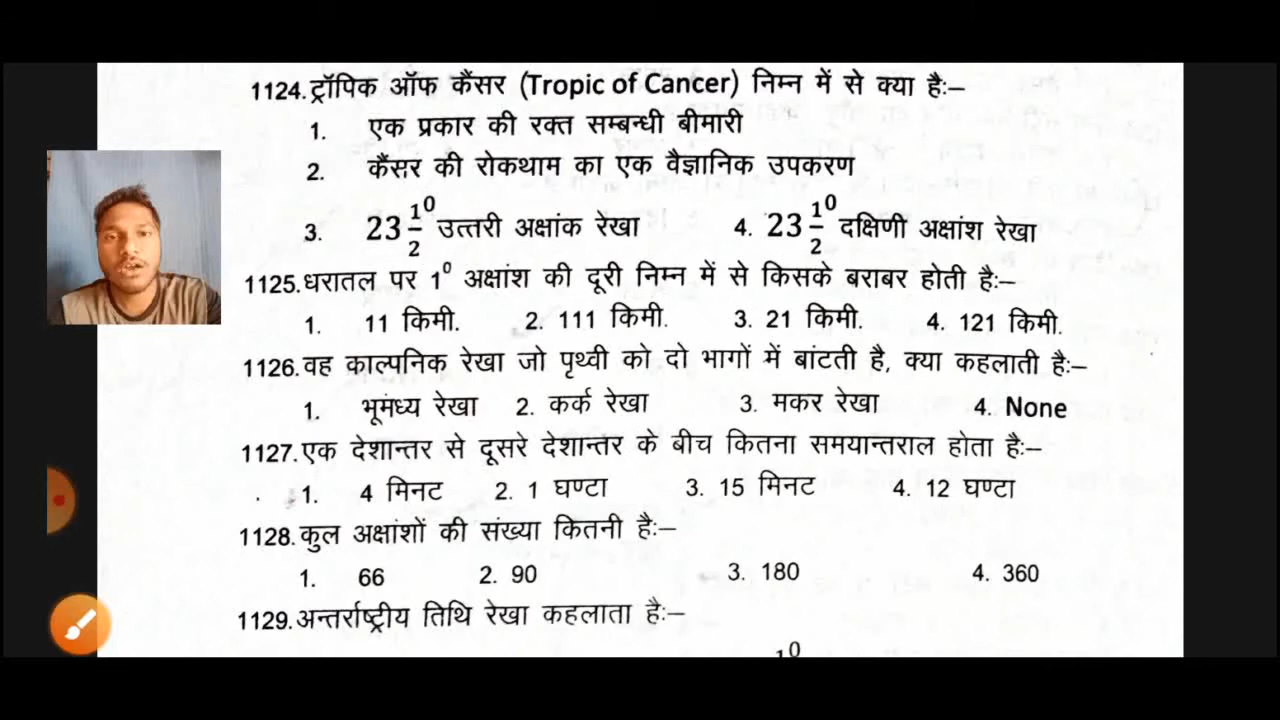 1124. ट्रॉपिक ऑफ कैंसर (Tropic of Cancer) निम्न में से क्या है:–
1. एक प्रकार की रक्त सम्बन्धी बीमारी
2. कैंसर की रोकथाम का एक वैज्ञानिक उपकरण
3. 23 1/2⁰ उत्तरी अक्षांक रेखा 4. 23 1/2⁰ दक्षिणी अक्षांश रेखा
1125. धरातल पर 1⁰ अक्षांश की दूरी निम्न में से किसके बराबर होती है:–
1. 11 किमी. 2. 111 किमी. 3. 21 किमी. 4. 121 किमी.
1126. वह काल्पनिक रेखा जो पृथ्वी को दो भागों में बांटती है, क्या कहलाती है:–
1. भूमध्य रेखा 2. कर्क रेखा 3. मकर रेखा 4. None
1127. एक देशान्तर से दूसरे देशान्तर के बीच कितना समयान्तराल होता है:–
1. 4 मिनट 2. 1 घण्टा 3. 15 मिनट 4. 12 घण्टा
1128. कुल अक्षांशों की संख्या कितनी है:–
1. 66 2. 90 3. 180 4. 360
1129. अन्तर्राष्ट्रीय तिथि रेखा कहलाता है:–